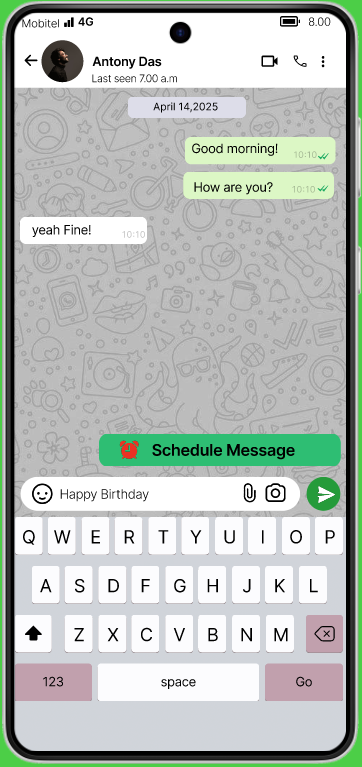 Mobitel 4G 8.00
Antony Das
Last seen 7.00 a.m
April 14,2025
Good morning! 10:10
How are you? 10:10
yeah Fine! 10:10
Schedule Message
Happy Birthday
Q W E R T Y U I O P
A S D F G H J K L
Z X C V B N M
123 space Go